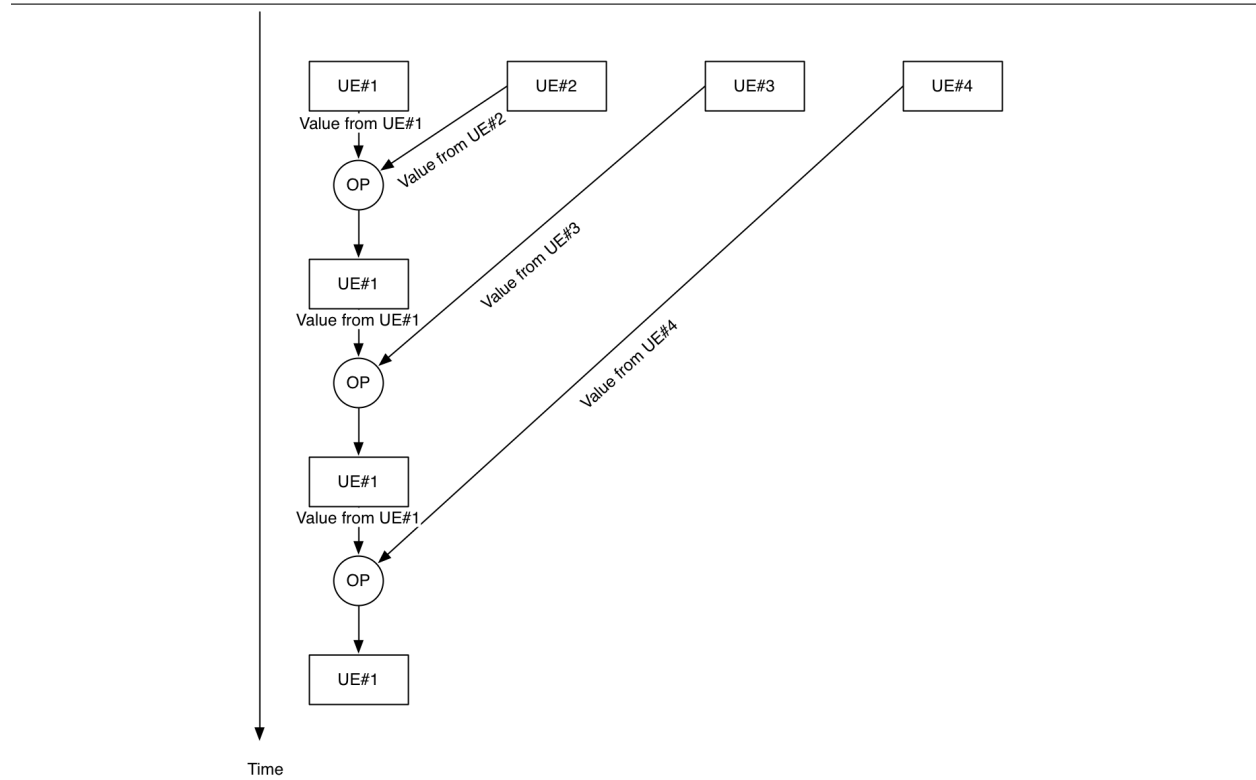 UE#1
UE#2
UE#3
UE#4
Value from UE#1
Value from UE#2
OP
Value from UE#3
UE#1
Value from UE#1
Value from UE#4
OP
UE#1
Value from UE#1
OP
UE#1
Time